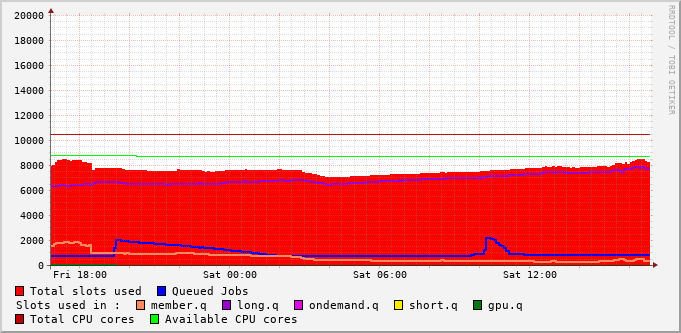 20000
18000
16000
14000
12000
10000
8000
6000
4000
2000
0
Fri 18:00 Sat 00:00 Sat 06:00 Sat 12:00
Total slots used Queued Jobs
Slots used in : member.q long.q ondemand.q short.q gpu.q
Total CPU cores Available CPU cores
RRDTOOL / TOBI OETIKER